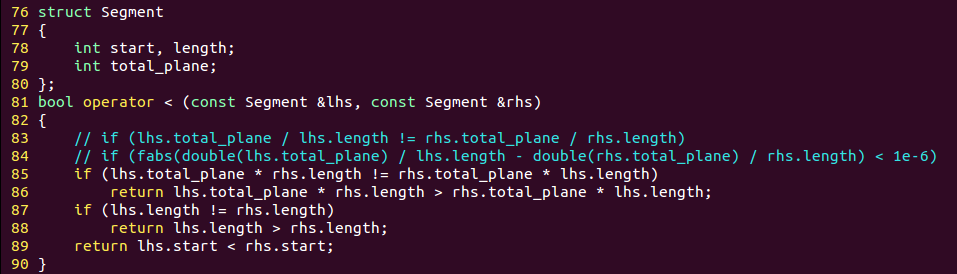 76 struct Segment
77 {
78     int start, length;
79     int total_plane;
80 };
81 bool operator < (const Segment &lhs, const Segment &rhs)
82 {
83     // if (lhs.total_plane / lhs.length != rhs.total_plane / rhs.length)
84     // if (fabs(double(lhs.total_plane) / lhs.length - double(rhs.total_plane) / rhs.length) < 1e-6)
85     if (lhs.total_plane * rhs.length != rhs.total_plane * lhs.length)
86         return lhs.total_plane * rhs.length > rhs.total_plane * lhs.length;
87     if (lhs.length != rhs.length)
88         return lhs.length > rhs.length;
89     return lhs.start < rhs.start;
90 }